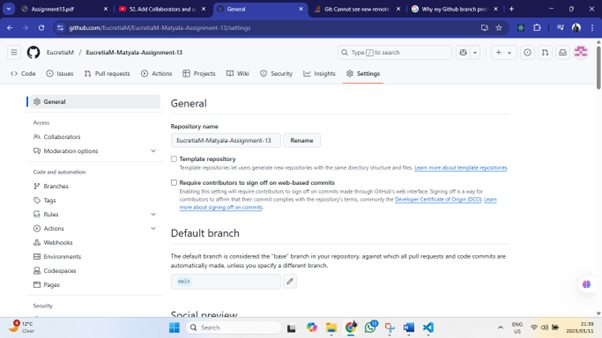 Assignment13.pdf
52. Add Collaborators and u
General
Git: Cannot see new remote
Why my Github branch pro
github.com/EucretiaM/EucretiaM-Matyala-Assignment-13/settings
EucretiaM / EucretiaM-Matyala-Assignment-13
Type / to search
Code Issues Pull requests Actions Projects Wiki Security Insights Settings
General
Access
Collaborators
Moderation options
Code and automation
Branches
Tags
Rules
Actions
Webhooks
Environments
Codespaces
Pages
Security
General
Repository name
EucretiaM-Matyala-Assignment-13 Rename
Template repository
Template repositories let users generate new repositories with the same directory structure and files. Learn more about template repositories.
Require contributors to sign off on web-based commits
Enabling this setting will require contributors to sign off on commits made through GitHub's web interface. Signing off is a way for
contributors to affirm that their commit complies with the repository's terms, commonly the Developer Certificate of Origin (DCO). Learn
more about signing off on commits.
Default branch
The default branch is considered the "base" branch in your repository, against which all pull requests and code commits are
automatically made, unless you specify a different branch.
main
Social preview
12°C
Clear
Search
ENG
US
21:39
2025/05/11